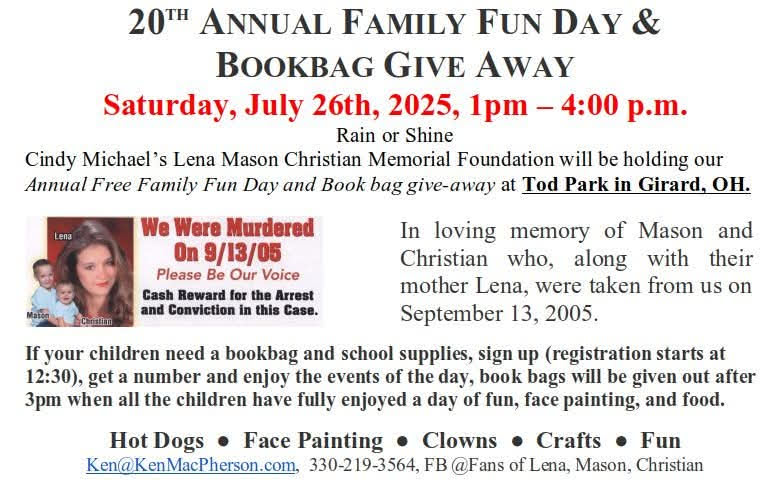 20TH ANNUAL FAMILY FUN DAY &
BOOKBAG GIVE AWAY
Saturday, July 26th, 2025, 1pm – 4:00 p.m.
Rain or Shine
Cindy Michael's Lena Mason Christian Memorial Foundation will be holding our
Annual Free Family Fun Day and Book bag give-away at Tod Park in Girard, OH.
Lena
Mason
Christian
We Were Murdered
On 9/13/05
Please Be Our Voice
Cash Reward for the Arrest
and Conviction in this Case.
In loving memory of Mason and
Christian who, along with their
mother Lena, were taken from us on
September 13, 2005.
If your children need a bookbag and school supplies, sign up (registration starts at
12:30), get a number and enjoy the events of the day, book bags will be given out after
3pm when all the children have fully enjoyed a day of fun, face painting, and food.
Hot Dogs ● Face Painting ● Clowns ● Crafts ● Fun
Ken@KenMacPherson.com, 330-219-3564, FB @Fans of Lena, Mason, Christian